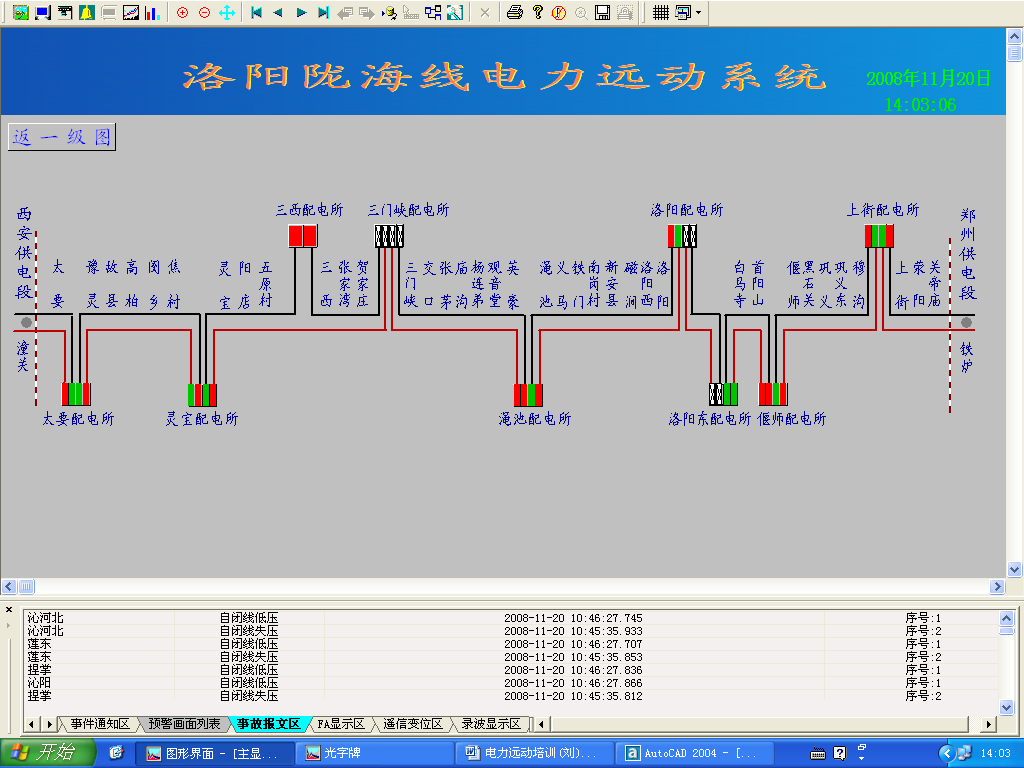 洛阳陇海线电力远动系统
2008年11月20日
14:03:06
返一级图
三西配电所
三门峡配电所
洛阳配电所
上街配电所
西安供电段
郑州供电段
太要
豫灵
故县
高柏
阌乡
焦村
灵宝
阳店
五原村
三西
张家湾
贺家庄
三门峡
交口
张茅
庙沟
杨连弟
观音堂
英豪
渑池
义马
铁门
南岗村
新安县
磁涧
洛阳西
洛阳
白马寺
首阳山
偃师
黑石关
巩义
巩义东
穆沟
上街
荥阳
关帝庙
潼关
铁炉
太要配电所
灵宝配电所
渑池配电所
洛阳东配电所
偃师配电所
沁河北 自闭线低压 2008-11-20 10:46:27.745 序号:1
沁河北 自闭线失压 2008-11-20 10:45:35.933 序号:2
莲东 自闭线低压 2008-11-20 10:46:27.707 序号:1
莲东 自闭线失压 2008-11-20 10:45:35.853 序号:2
提掌 自闭线低压 2008-11-20 10:46:27.836 序号:1
沁阳 自闭线失压 2008-11-20 10:46:27.866 序号:1
提掌 自闭线失压 2008-11-20 10:45:35.812 序号:2
事件通知区 预警画面列表 事故报文区 FA显示区 遥信变位区 录波显示区
开始 图形界面 - [主显... 光字牌 电力远动培训(刘)... AutoCAD 2004 - [... 14:03